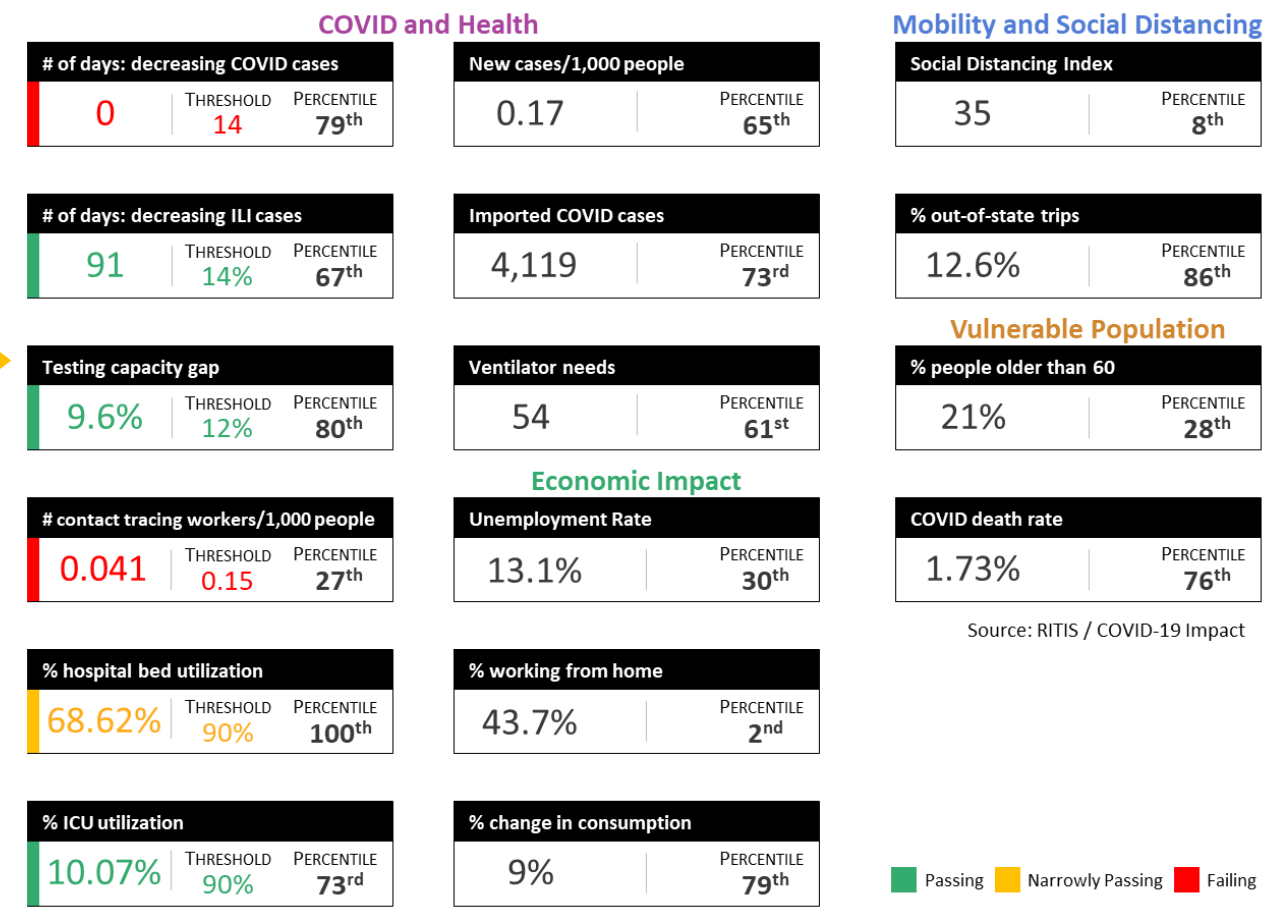 COVID and Health
# of days: decreasing COVID cases
0
THRESHOLD
14
PERCENTILE
79th
# of days: decreasing ILI cases
91
THRESHOLD
14%
PERCENTILE
67th
Testing capacity gap
9.6%
THRESHOLD
12%
PERCENTILE
80th
# contact tracing workers/1,000 people
0.041
THRESHOLD
0.15
PERCENTILE
27th
% hospital bed utilization
68.62%
THRESHOLD
90%
PERCENTILE
100th
% ICU utilization
10.07%
THRESHOLD
90%
PERCENTILE
73rd
New cases/1,000 people
0.17
PERCENTILE
65th
Imported COVID cases
4,119
PERCENTILE
73rd
Ventilator needs
54
PERCENTILE
61st
Economic Impact
Unemployment Rate
13.1%
PERCENTILE
30th
% working from home
43.7%
PERCENTILE
2nd
% change in consumption
9%
PERCENTILE
79th
Mobility and Social Distancing
Social Distancing Index
35
PERCENTILE
8th
% out-of-state trips
12.6%
PERCENTILE
86th
Vulnerable Population
% people older than 60
21%
PERCENTILE
28th
COVID death rate
1.73%
PERCENTILE
76th
Source: RITIS / COVID-19 Impact
Passing
Narrowly Passing
Failing